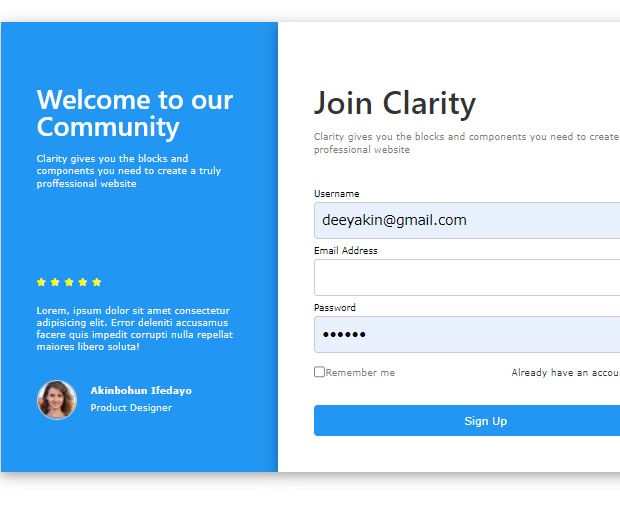 Welcome to our
Community
Clarity gives you the blocks and
components you need to create a truly
proffessional website
Lorem, ipsum dolor sit amet consectetur
adipisicing elit. Error deleniti accusamus
facere quis impedit corrupti nulla repellat
maiores libero soluta!
Akinbohun Ifedayo
Product Designer
Join Clarity
Clarity gives you the blocks and components you need to create
professional website
Username
deeyakin@gmail.com
Email Address
Password
Remember me
Already have an accou
Sign Up